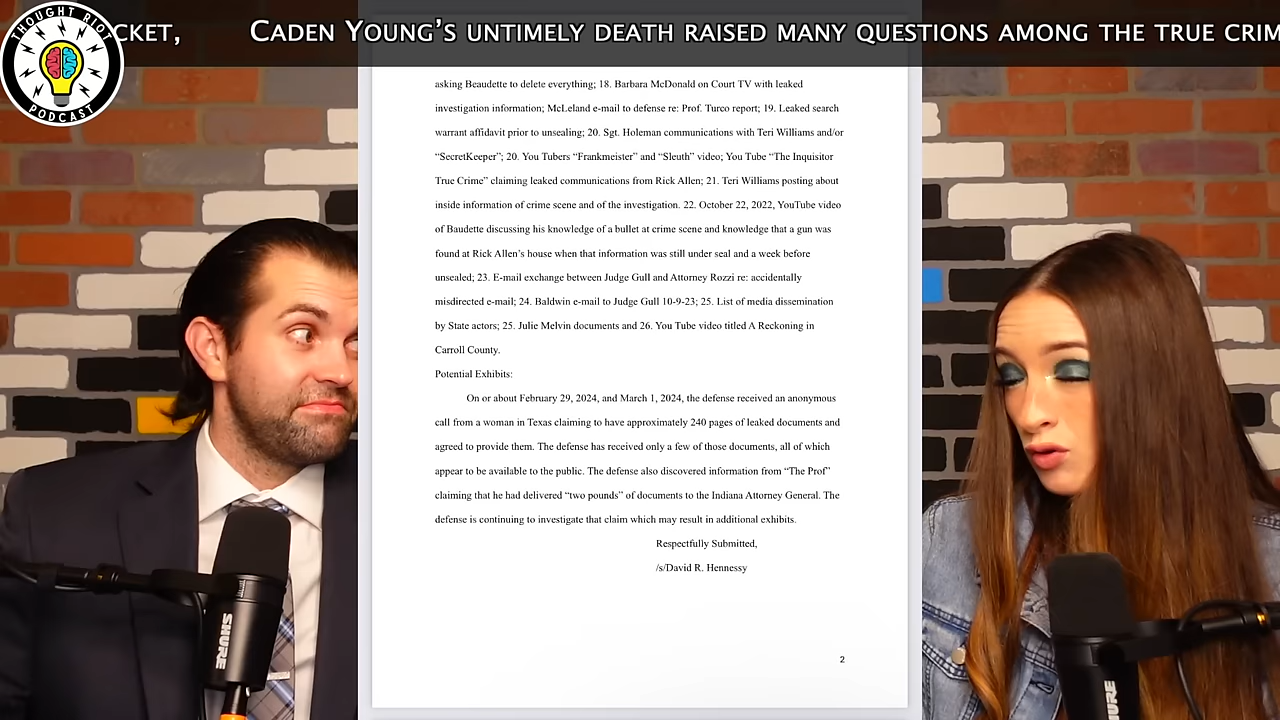 THOUGHT RIOT
PODCAST
CKET, CADEN YOUNG'S UNTIMELY DEATH RAISED MANY QUESTIONS AMONG THE TRUE CRIM
asking Beaudette to delete everything; 18. Barbara McDonald on Court TV with leaked
investigation information; McLeland e-mail to defense re: Prof. Turco report; 19. Leaked search
warrant affidavit prior to unsealing; 20. Sgt. Holeman communications with Teri Williams and/or
“SecretKeeper”; 20. You Tubers “Frankmeister” and “Sleuth” video; You Tube “The Inquisitor
True Crime” claiming leaked communications from Rick Allen; 21. Teri Williams posting about
inside information of crime scene and of the investigation. 22. October 22, 2022, YouTube video
of Baudette discussing his knowledge of a bullet at crime scene and knowledge that a gun was
found at Rick Allen’s house when that information was still under seal and a week before
unsealed; 23. E-mail exchange between Judge Gull and Attorney Rozzi re: accidentally
misdirected e-mail; 24. Baldwin e-mail to Judge Gull 10-9-23; 25. List of media dissemination
by State actors; 25. Julie Melvin documents and 26. You Tube video titled A Reckoning in
Carroll County.
Potential Exhibits:
On or about February 29, 2024, and March 1, 2024, the defense received an anonymous
call from a woman in Texas claiming to have approximately 240 pages of leaked documents and
agreed to provide them. The defense has received only a few of those documents, all of which
appear to be available to the public. The defense also discovered information from “The Prof”
claiming that he had delivered “two pounds” of documents to the Indiana Attorney General. The
defense is continuing to investigate that claim which may result in additional exhibits.
Respectfully Submitted,
/s/David R. Hennessy
2
SHURE
URE